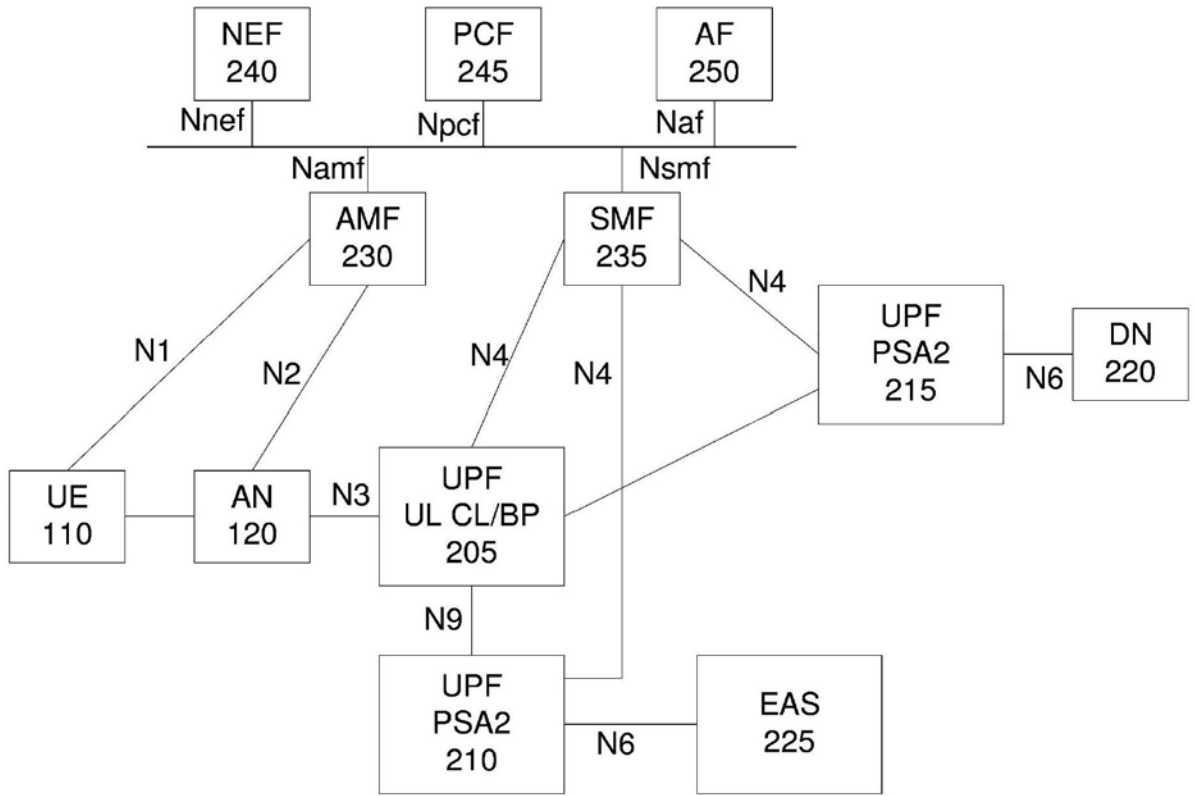 NEF
240
PCF
245
AF
250
Nnef
Npcf
Naf
Namf
Nsmf
AMF
230
SMF
235
N4
UPF
PSA2
215
DN
220
N6
N1
N2
N4
N4
UE
110
AN
120
N3
UPF
UL CL/BP
205
N9
UPF
PSA2
210
N6
EAS
225